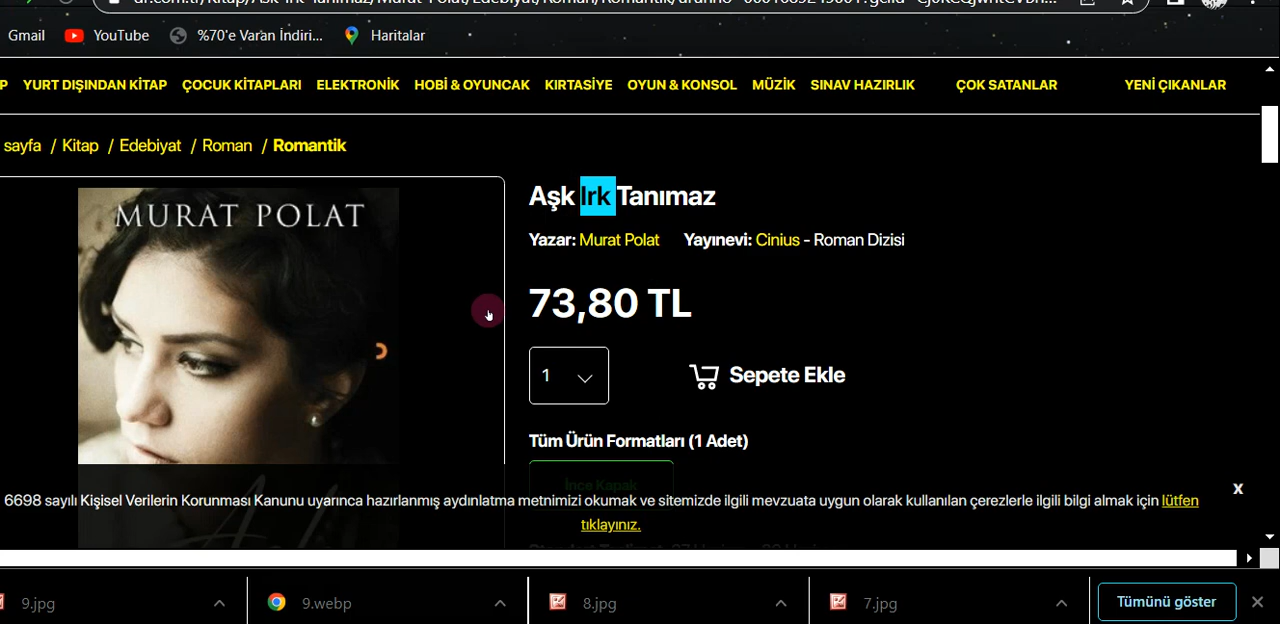 Gmail YouTube %70'e Varan İndiri... Haritalar
P YURT DIŞINDAN KİTAP ÇOCUK KİTAPLARI ELEKTRONİK HOBİ & OYUNCAK KIRTASİYE OYUN & KONSOL MÜZİK SINAV HAZIRLIK ÇOK SATANLAR YENİ ÇIKANLAR
sayfa / Kitap / Edebiyat / Roman / Romantik
MURAT POLAT
Aşk Irk Tanımaz
Yazar: Murat Polat Yayınevi: Cinius - Roman Dizisi
73,80 TL
1 Sepete Ekle
Tüm Ürün Formatları (1 Adet)
İnce Kapak
x
6698 sayılı Kişisel Verilerin Korunması Kanunu uyarınca hazırlanmış aydınlatma metnimizi okumak ve sitemizde ilgili mevzuata uygun olarak kullanılan çerezlerle ilgili bilgi almak için lütfen
tıklayınız.
9.jpg 9.webp 8.jpg 7.jpg Tümünü göster